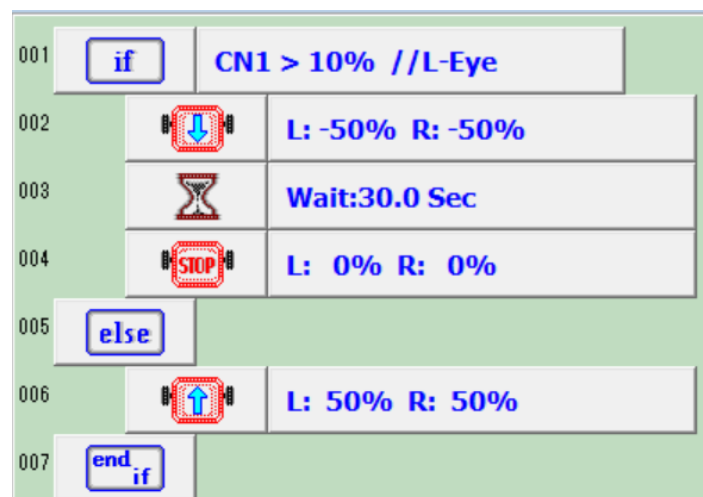 001 if CN1 > 10% //L-Eye
002 L: -50% R: -50%
003 Wait:30.0 Sec
004 STOP L: 0% R: 0%
005 else
006 L: 50% R: 50%
007 end if